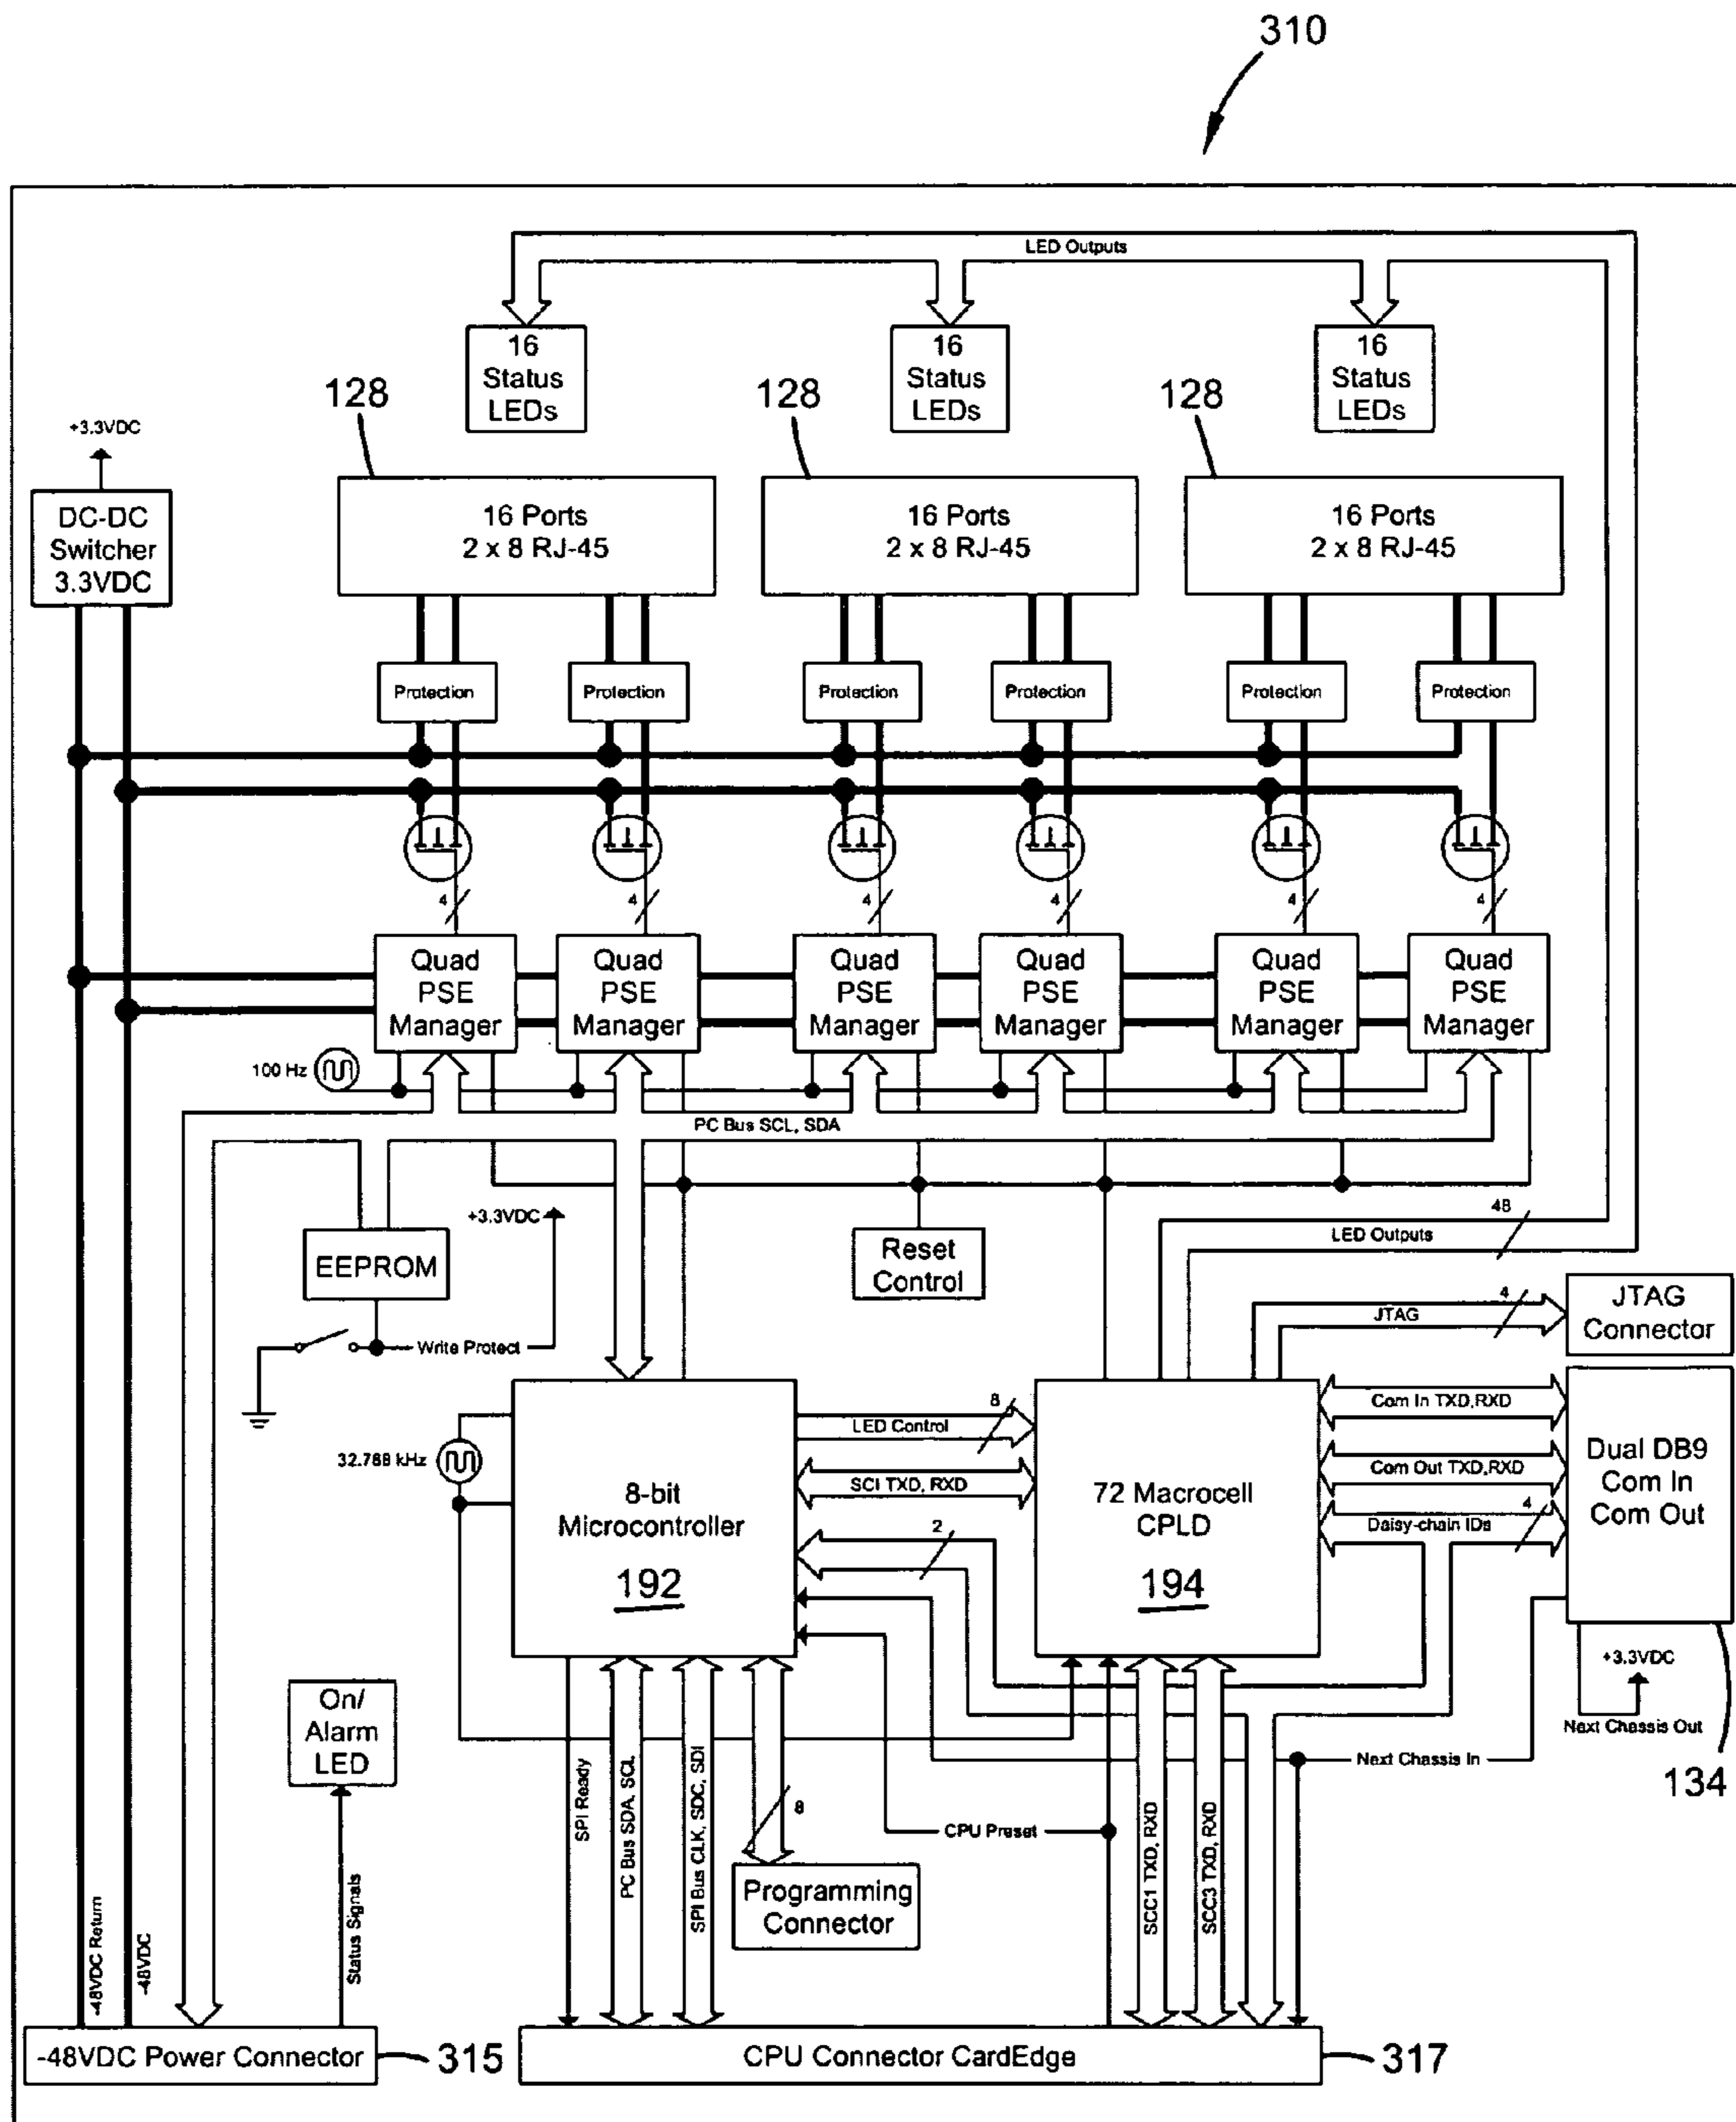 310
LED Outputs
16
Status
LEDs
16
Status
LEDs
16
Status
LEDs
128
128
128
+3.3VDC
DC-DC
Switcher
3.3VDC
16 Ports
2 x 8 RJ-45
16 Ports
2 x 8 RJ-45
16 Ports
2 x 8 RJ-45
Protection
Protection
Protection
Protection
Protection
Protection
4
4
4
4
4
4
Quad
PSE
Manager
Quad
PSE
Manager
Quad
PSE
Manager
Quad
PSE
Manager
Quad
PSE
Manager
Quad
PSE
Manager
100 Hz
PC Bus SCL, SDA
+3.3VDC
EEPROM
Write Protect
Reset
Control
48
LED Outputs
4
JTAG
JTAG
Connector
32.768 kHz
8-bit
Microcontroller
192
8
LED Control
SCI TXD, RXD
2
72 Macrocell
CPLD
194
Com In TXD,RXD
Com Out TXD,RXD
4
Daisy-chain IDs
Dual DB9
Com In
Com Out
+3.3VDC
Next Chassis Out
134
Next Chassis In
On/
Alarm
LED
Status Signals
-48VDC Return
-48VDC
SPI Ready
PC Bus SDA, SCL
SPI Bus CLK, SDC, SDI
8
Programming
Connector
CPU Preset
SCC1 TXD, RXD
SCC3 TXD, RXD
-48VDC Power Connector
315
CPU Connector CardEdge
317